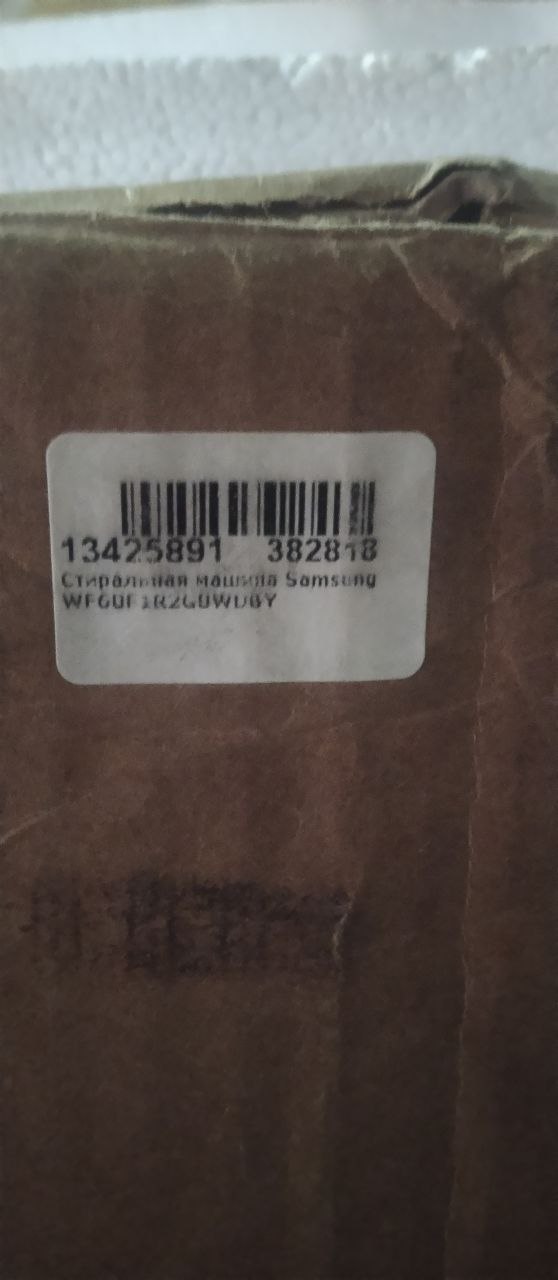 13425891 382818
Стиральная машина Samsung
WF60F1R2G0WDBY